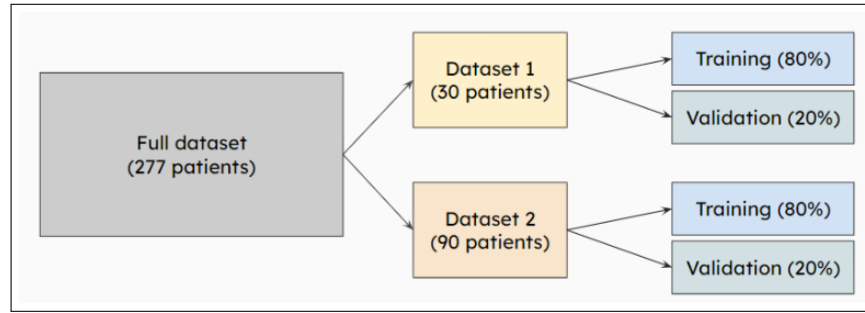 Full dataset
(277 patients)
Dataset 1
(30 patients)
Training (80%)
Validation (20%)
Dataset 2
(90 patients)
Training (80%)
Validation (20%)